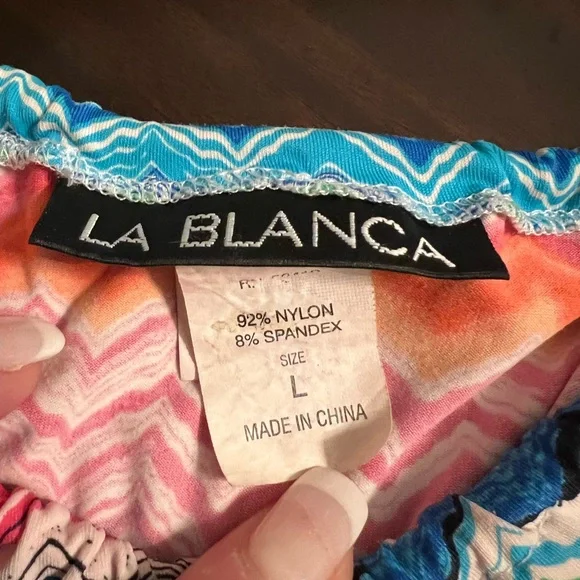 LA BLANCA
92% NYLON
8% SPANDEX
SIZE
L
MADE IN CHINA